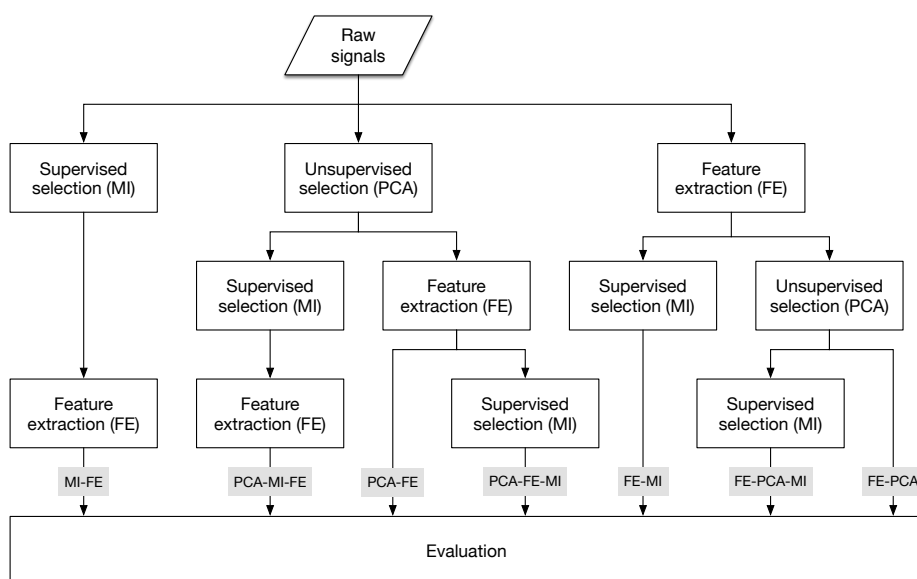 Raw
signals
Supervised
selection (MI)
Unsupervised
selection (PCA)
Feature
extraction (FE)
Supervised
selection (MI)
Feature
extraction (FE)
Supervised
selection (MI)
Unsupervised
selection (PCA)
Feature
extraction (FE)
Feature
extraction (FE)
Supervised
selection (MI)
Supervised
selection (MI)
MI-FE
PCA-MI-FE
PCA-FE
PCA-FE-MI
FE-MI
FE-PCA-MI
FE-PCA
Evaluation